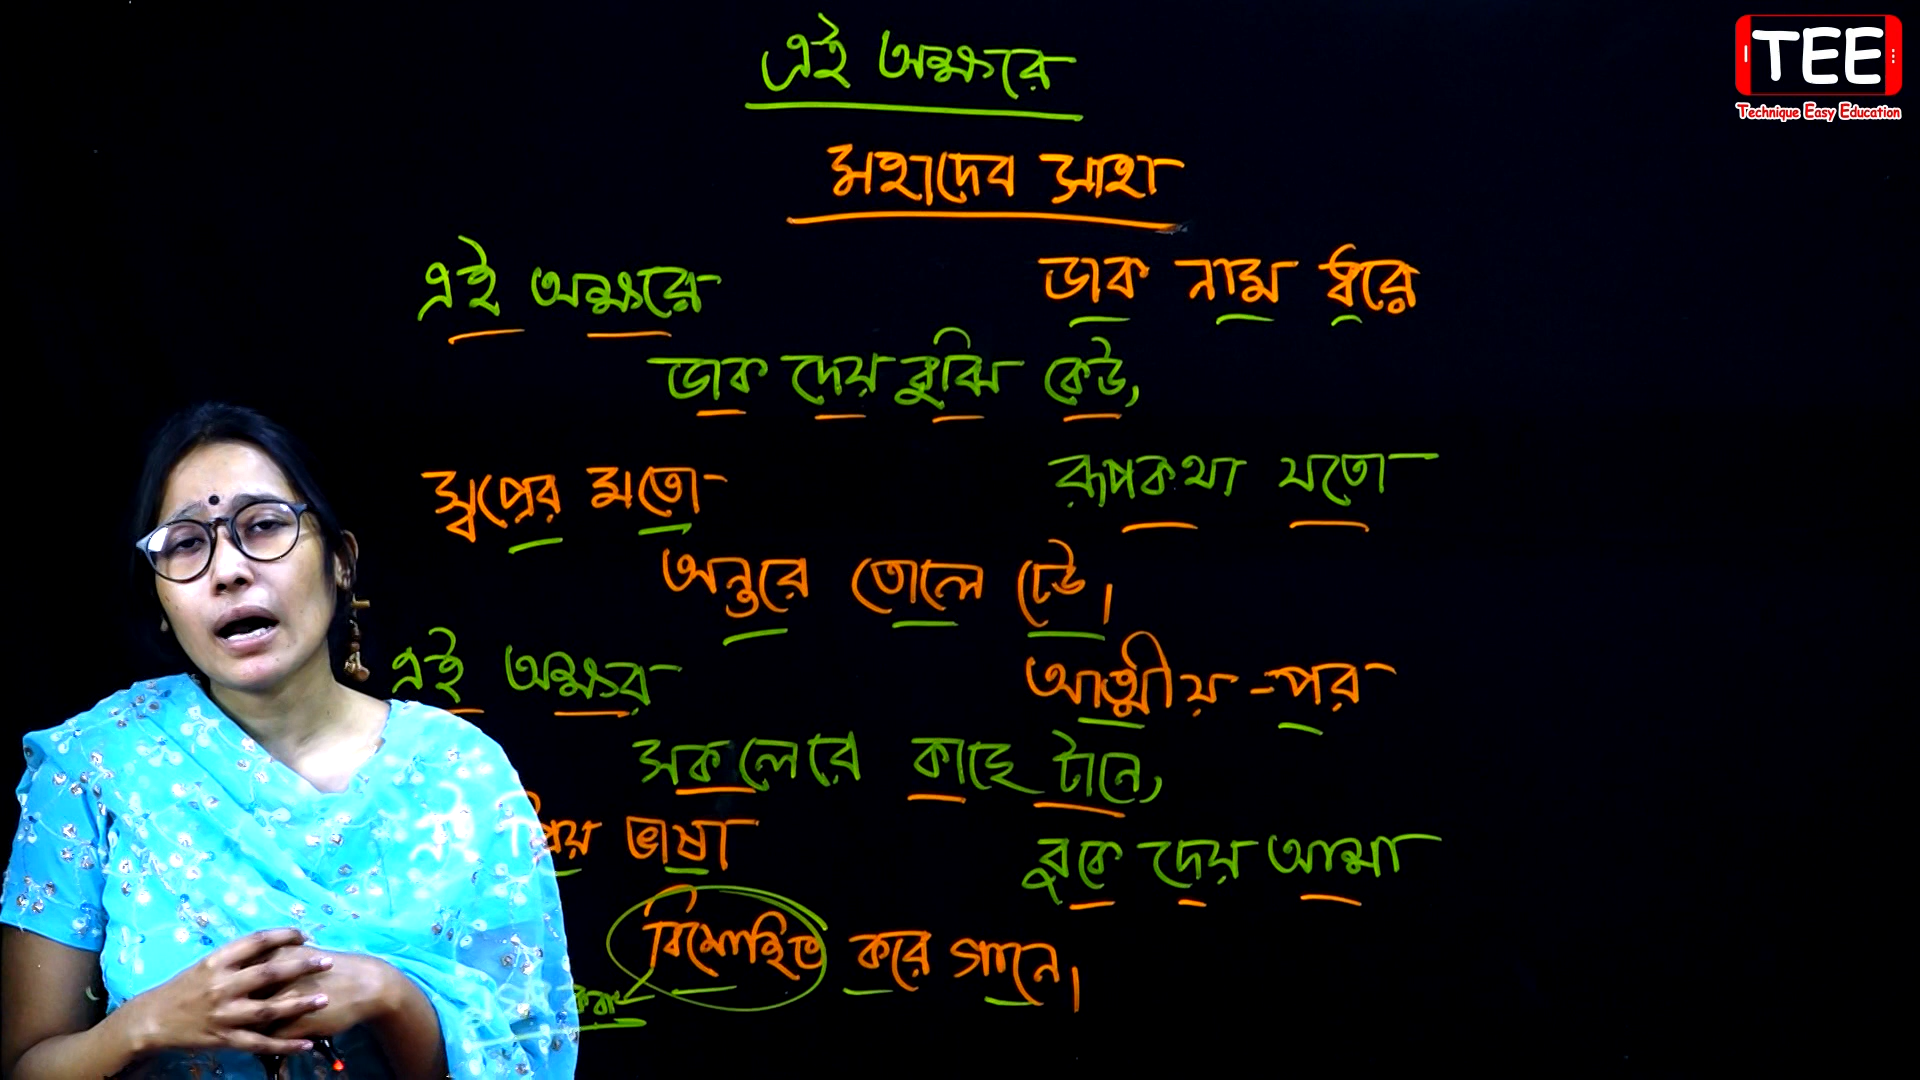 এই অক্ষরে
TEE
Technique Easy Education
মহাদেব সাহা
এই অক্ষরে ডাক নাম ধরে
ডাক দেয় বুঝি কেউ,
স্বপ্নের মতো রূপকথা যতো
অন্তরে তোলে ঢেউ।
এই অক্ষর আত্মীয়-পর
সকলেরে কাছে টানে,
এই প্রিয় ভাষা বুকে দেয় আশা
বিমোহিত করে গানে।